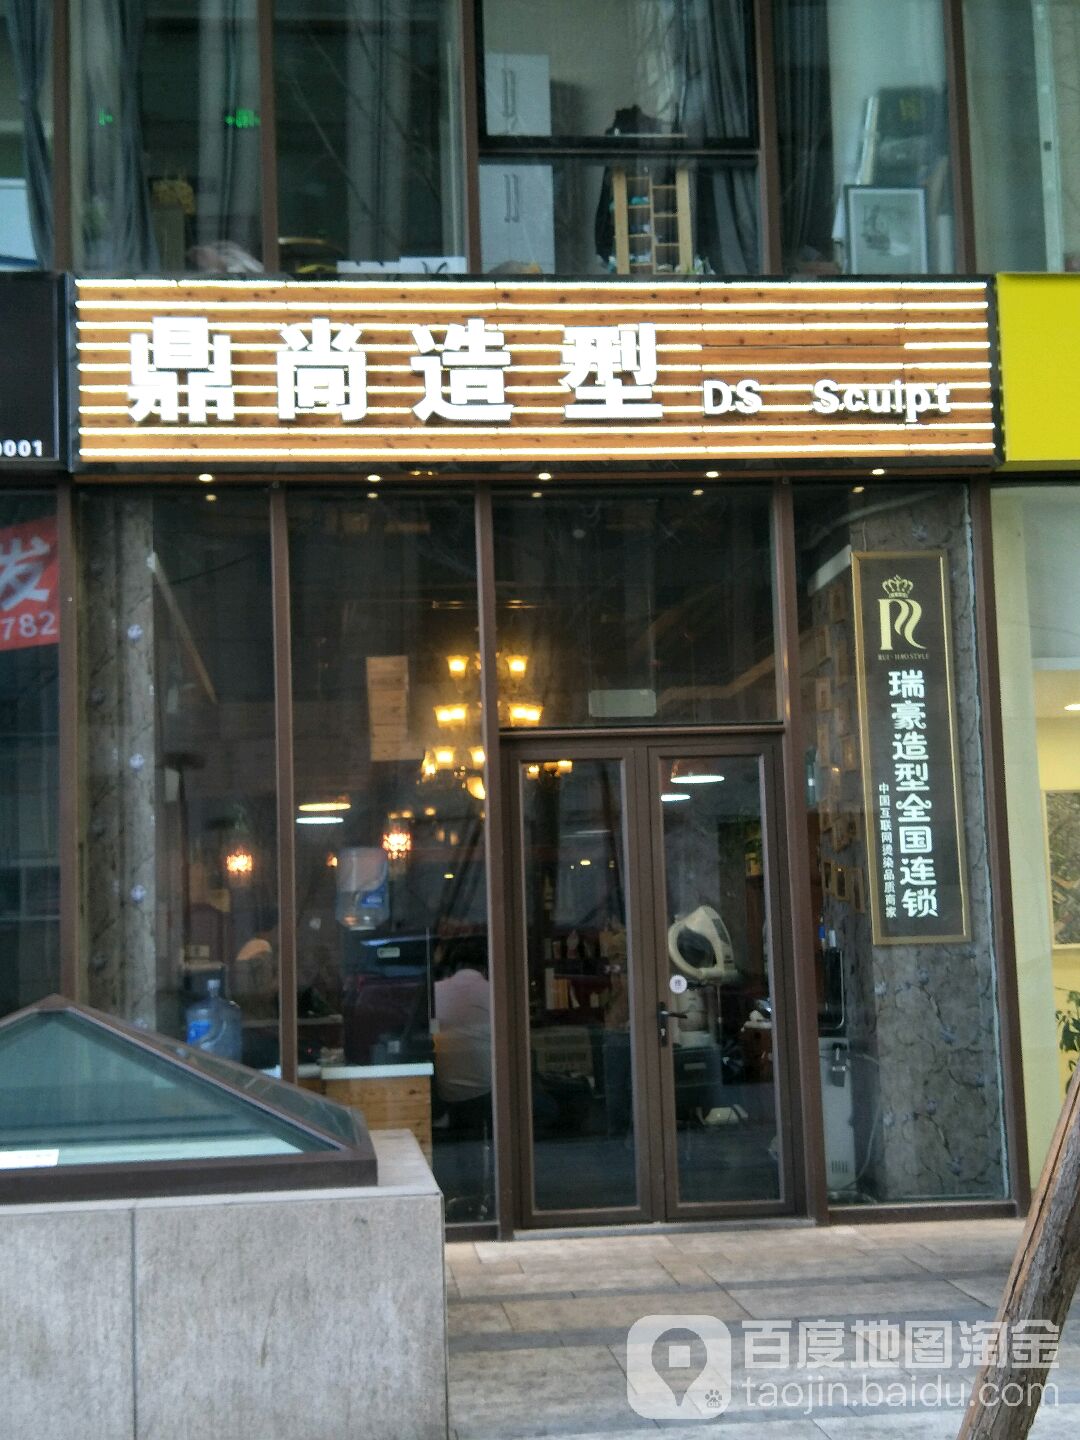 鼎尚造型 DS Sculpt
0001
发
782
RUI·HAO STYLE
瑞豪造型全国连锁
中国互联网烫染品质商家
百度地图淘金
taojin.baidu.com